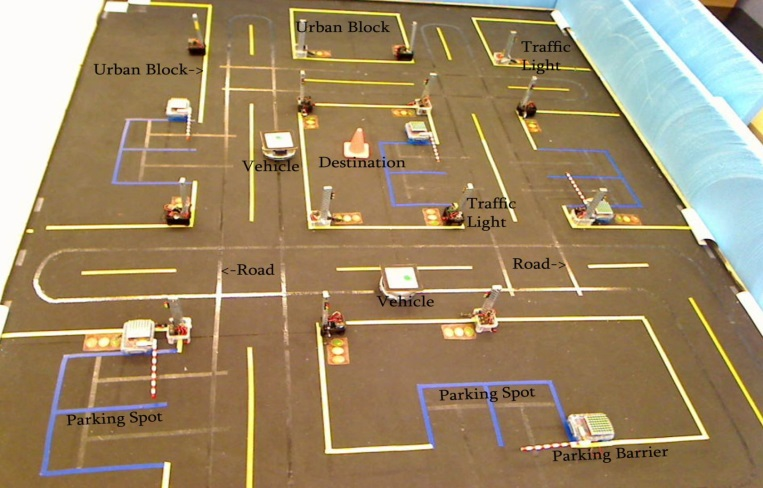 Urban Block
Traffic
Light
Urban Block->
Vehicle
Destination
Traffic
Light
<-Road
Road->
Vehicle
Parking Spot
Parking Spot
Parking Barrier